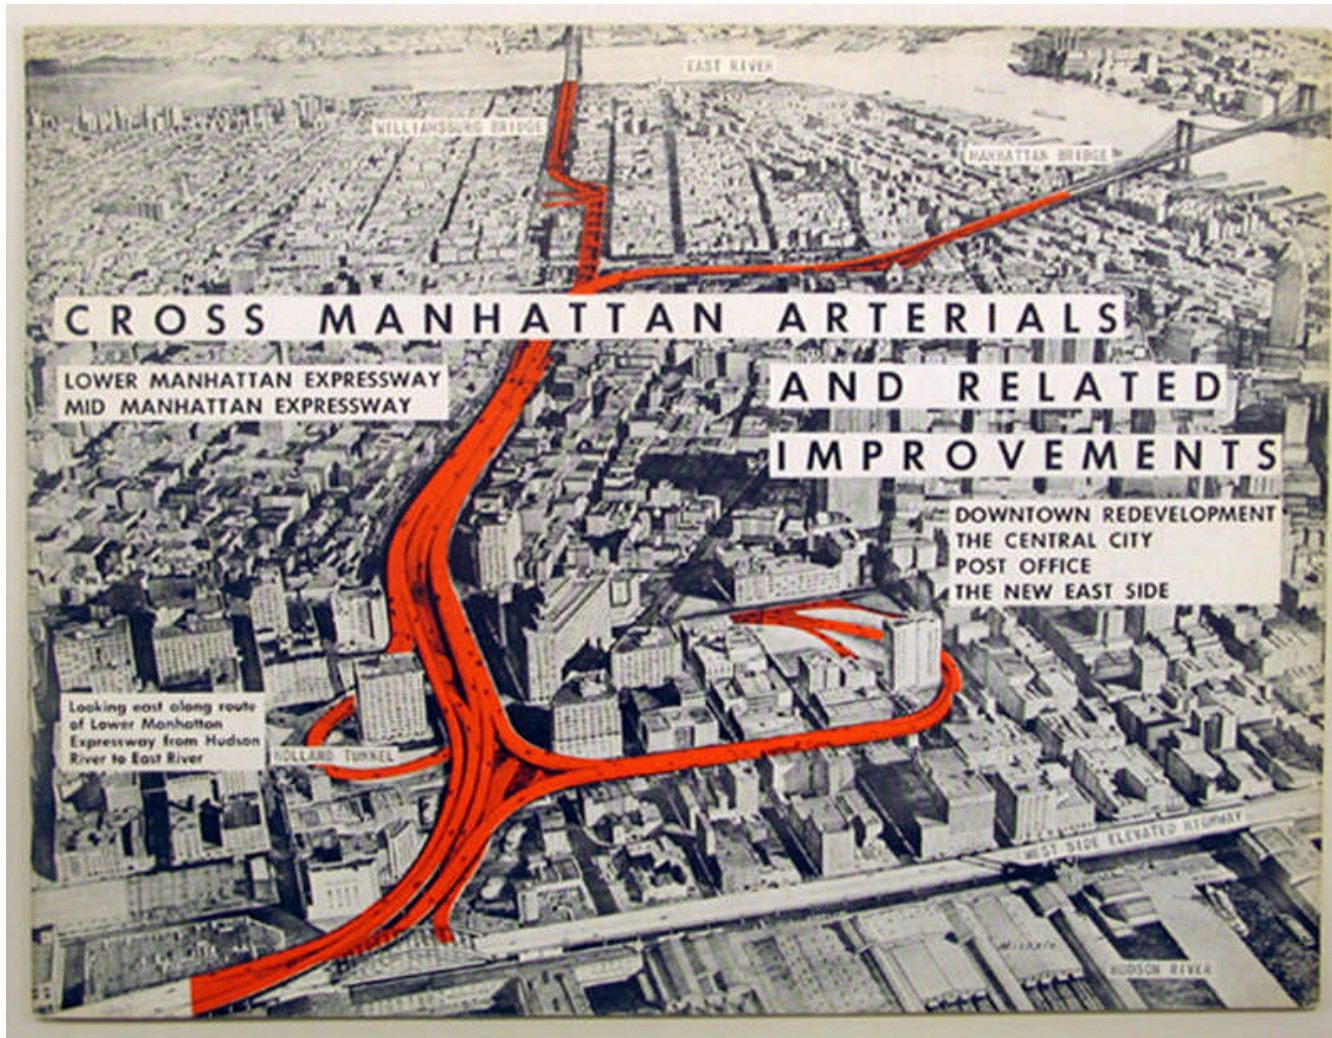 EAST RIVER
WILLIAMSBURG BRIDGE
MANHATTAN BRIDGE
CROSS MANHATTAN ARTERIALS
AND RELATED
IMPROVEMENTS
LOWER MANHATTAN EXPRESSWAY
MID MANHATTAN EXPRESSWAY
DOWNTOWN REDEVELOPMENT
THE CENTRAL CITY
POST OFFICE
THE NEW EAST SIDE
Looking east along route
of Lower Manhattan
Expressway from Hudson
River to East River
HOLLAND TUNNEL
WEST SIDE ELEVATED HIGHWAY
HUDSON RIVER